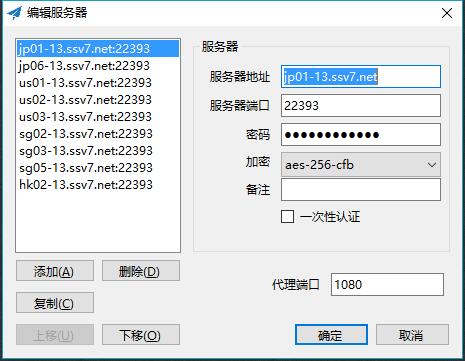 编辑服务器
jp01-13.ssv7.net:22393
jp06-13.ssv7.net:22393
us01-13.ssv7.net:22393
us02-13.ssv7.net:22393
us03-13.ssv7.net:22393
sg02-13.ssv7.net:22393
sg03-13.ssv7.net:22393
sg05-13.ssv7.net:22393
hk02-13.ssv7.net:22393
服务器
服务器地址 jp01-13.ssv7.net
服务器端口 22393
密码 ●●●●●●●●●●●●
加密 aes-256-cfb
备注
一次性认证
添加(A) 删除(D)
代理端口 1080
复制(C)
上移(U) 下移(O)
确定 取消